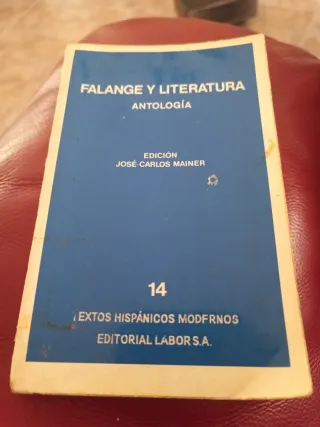 FALANGE Y LITERATURA
ANTOLOGÍA
EDICIÓN
JOSÉ-CARLOS MAINER
14
TEXTOS HISPÁNICOS MODERNOS
EDITORIAL LABOR S.A.